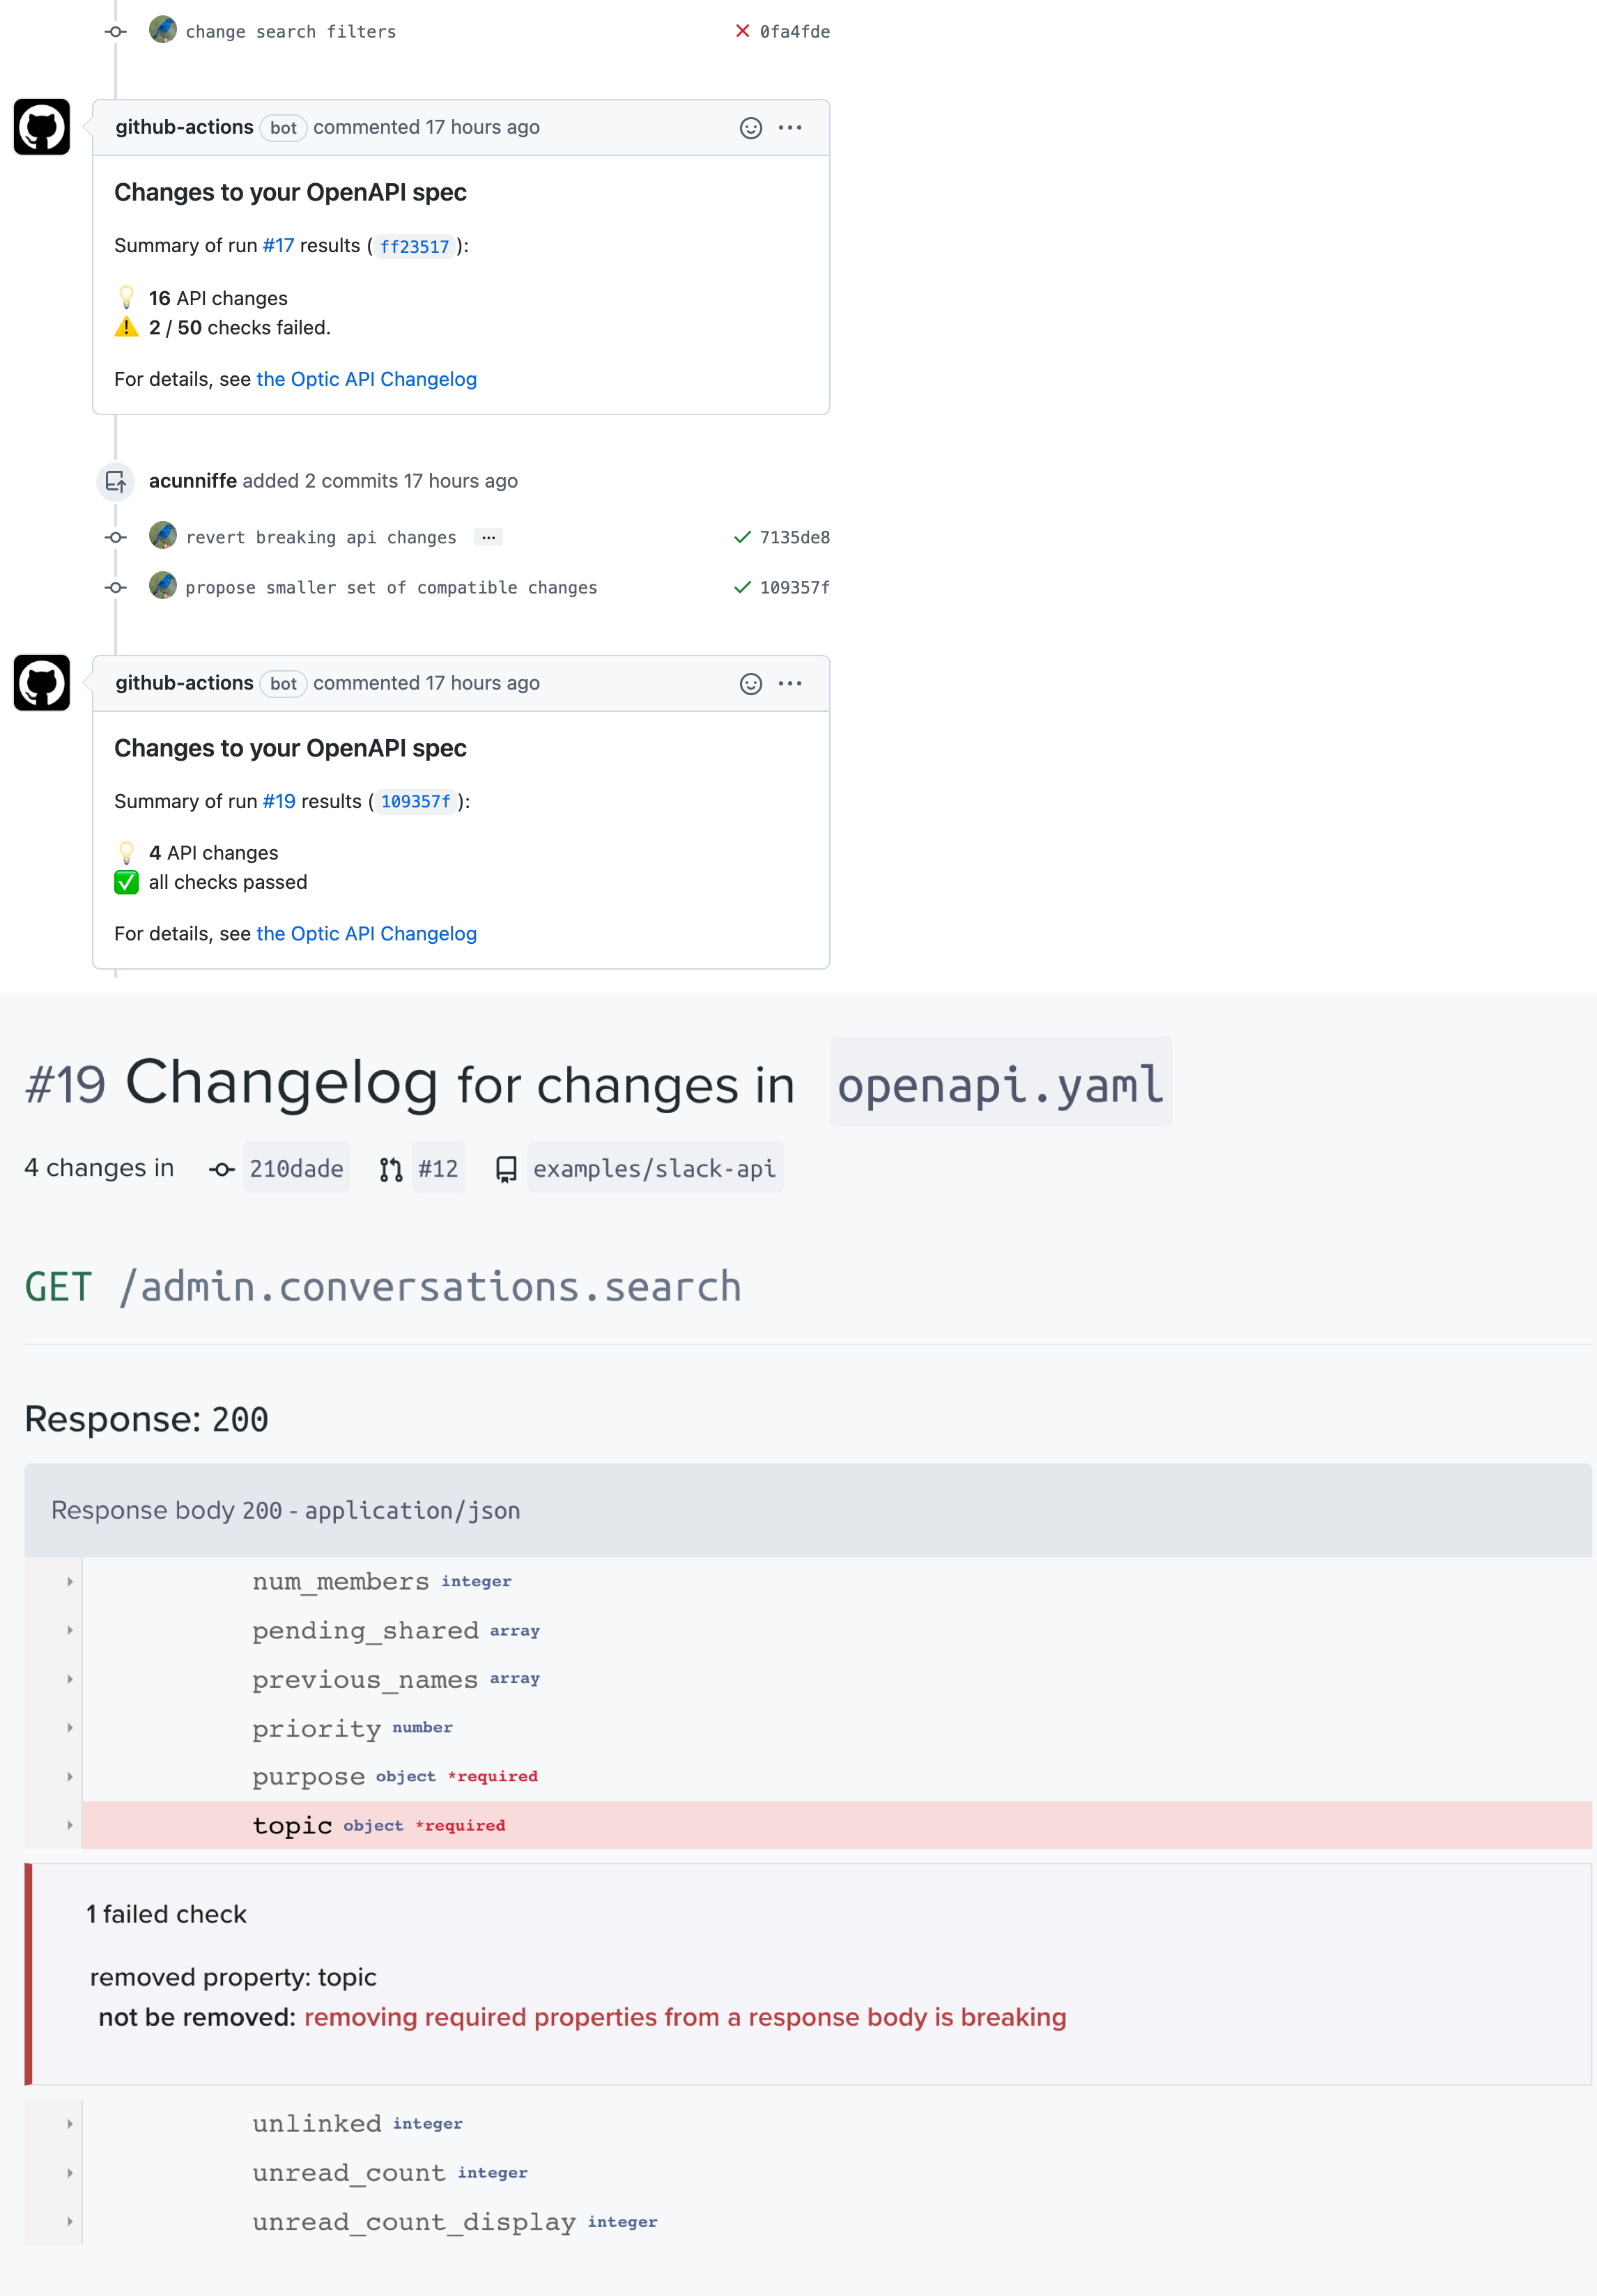 change search filters 0fa4fde
github-actions bot commented 17 hours ago
Changes to your OpenAPI spec
Summary of run #17 results ( ff23517 ):
16 API changes
2 / 50 checks failed.
For details, see the Optic API Changelog
acunniffe added 2 commits 17 hours ago
revert breaking api changes ... 7135de8
propose smaller set of compatible changes 109357f
github-actions bot commented 17 hours ago
Changes to your OpenAPI spec
Summary of run #19 results ( 109357f ):
4 API changes
all checks passed
For details, see the Optic API Changelog
#19 Changelog for changes in openapi.yaml
4 changes in 210dade #12 examples/slack-api
GET /admin.conversations.search
Response: 200
Response body 200 - application/json
num_members integer
pending_shared array
previous_names array
priority number
purpose object *required
topic object *required
1 failed check
removed property: topic
not be removed: removing required properties from a response body is breaking
unlinked integer
unread_count integer
unread_count_display integer